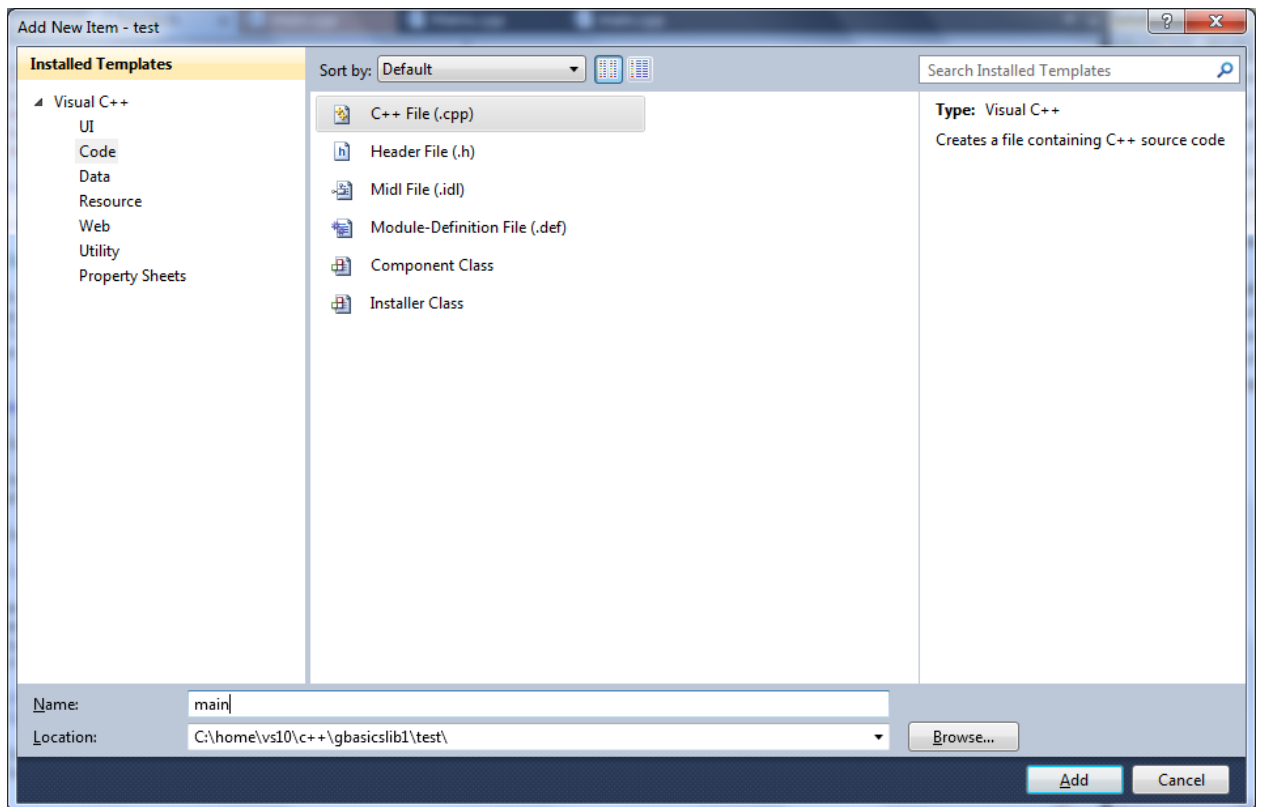 Add New Item - test
Installed Templates
Sort by: Default
Search Installed Templates
Visual C++
UI
Code
Data
Resource
Web
Utility
Property Sheets
C++ File (.cpp)
Header File (.h)
Midl File (.idl)
Module-Definition File (.def)
Component Class
Installer Class
Type: Visual C++
Creates a file containing C++ source code
Name: main
Location: C:\home\vs10\c++\gbasicslib1\test\ Browse...
Add Cancel